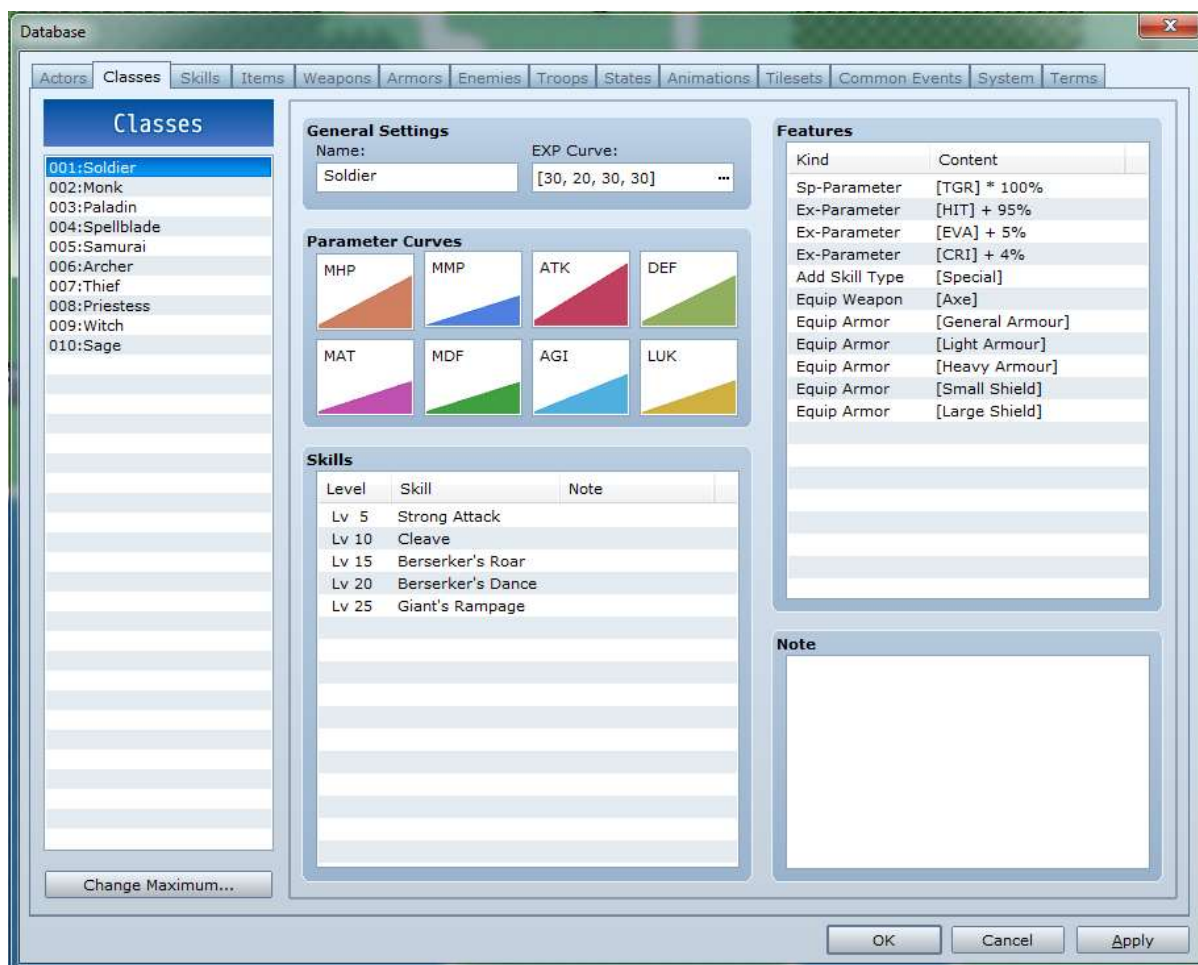 Database
X
Actors Classes Skills Items Weapons Armors Enemies Troops States Animations Tilesets Common Events System Terms
Classes
001:Soldier
002:Monk
003:Paladin
004:Spellblade
005:Samurai
006:Archer
007:Thief
008:Priestess
009:Witch
010:Sage
Change Maximum...
General Settings
Name: EXP Curve:
Soldier [30, 20, 30, 30] ...
Parameter Curves
MHP MMP ATK DEF
MAT MDF AGI LUK
Skills
Level Skill Note
Lv 5 Strong Attack
Lv 10 Cleave
Lv 15 Berserker's Roar
Lv 20 Berserker's Dance
Lv 25 Giant's Rampage
Features
Kind Content
Sp-Parameter [TGR] * 100%
Ex-Parameter [HIT] + 95%
Ex-Parameter [EVA] + 5%
Ex-Parameter [CRI] + 4%
Add Skill Type [Special]
Equip Weapon [Axe]
Equip Armor [General Armour]
Equip Armor [Light Armour]
Equip Armor [Heavy Armour]
Equip Armor [Small Shield]
Equip Armor [Large Shield]
Note
OK Cancel Apply